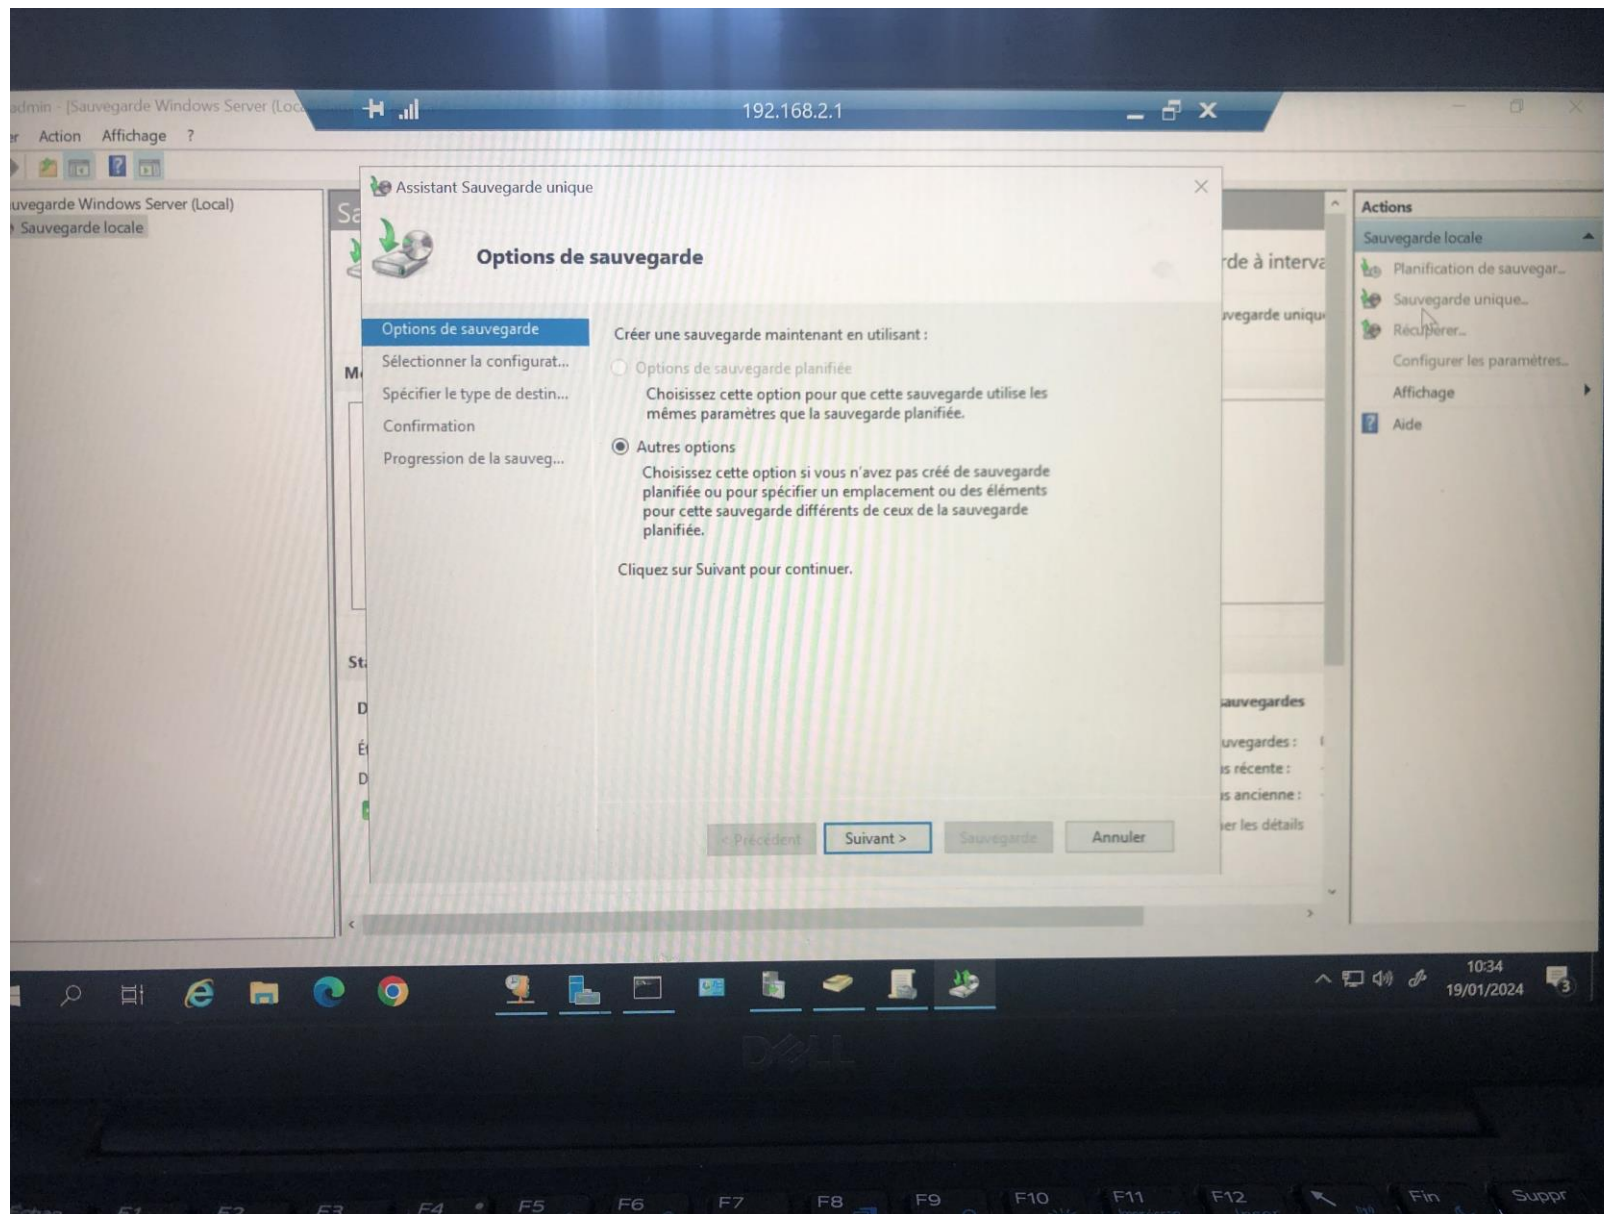 admin - [Sauvegarde Windows Server (Loc
192.168.2.1
Action Affichage ?
uvegarde Windows Server (Local)
Sauvegarde locale
Sa
Assistant Sauvegarde unique
Options de sauvegarde
Options de sauvegarde
Sélectionner la configurat...
Spécifier le type de destin...
Confirmation
Progression de la sauveg...
Créer une sauvegarde maintenant en utilisant :
Options de sauvegarde planifiée
Choisissez cette option pour que cette sauvegarde utilise les
mêmes paramètres que la sauvegarde planifiée.
Autres options
Choisissez cette option si vous n'avez pas créé de sauvegarde
planifiée ou pour spécifier un emplacement ou des éléments
pour cette sauvegarde différents de ceux de la sauvegarde
planifiée.
Cliquez sur Suivant pour continuer.
< Précédent
Suivant >
Sauvegarde
Annuler
rde à interva
vegarde uniqu
sauvegardes
uvegardes :
s récente :
s ancienne :
er les détails
Actions
Sauvegarde locale
Planification de sauvegar...
Sauvegarde unique...
Récupérer...
Configurer les paramètres...
Affichage
Aide
10:34
19/01/2024
3
DELL
F1 F2 F3 F4 F5 F6 F7 F8 F9 F10 F11 F12 Fin Suppr